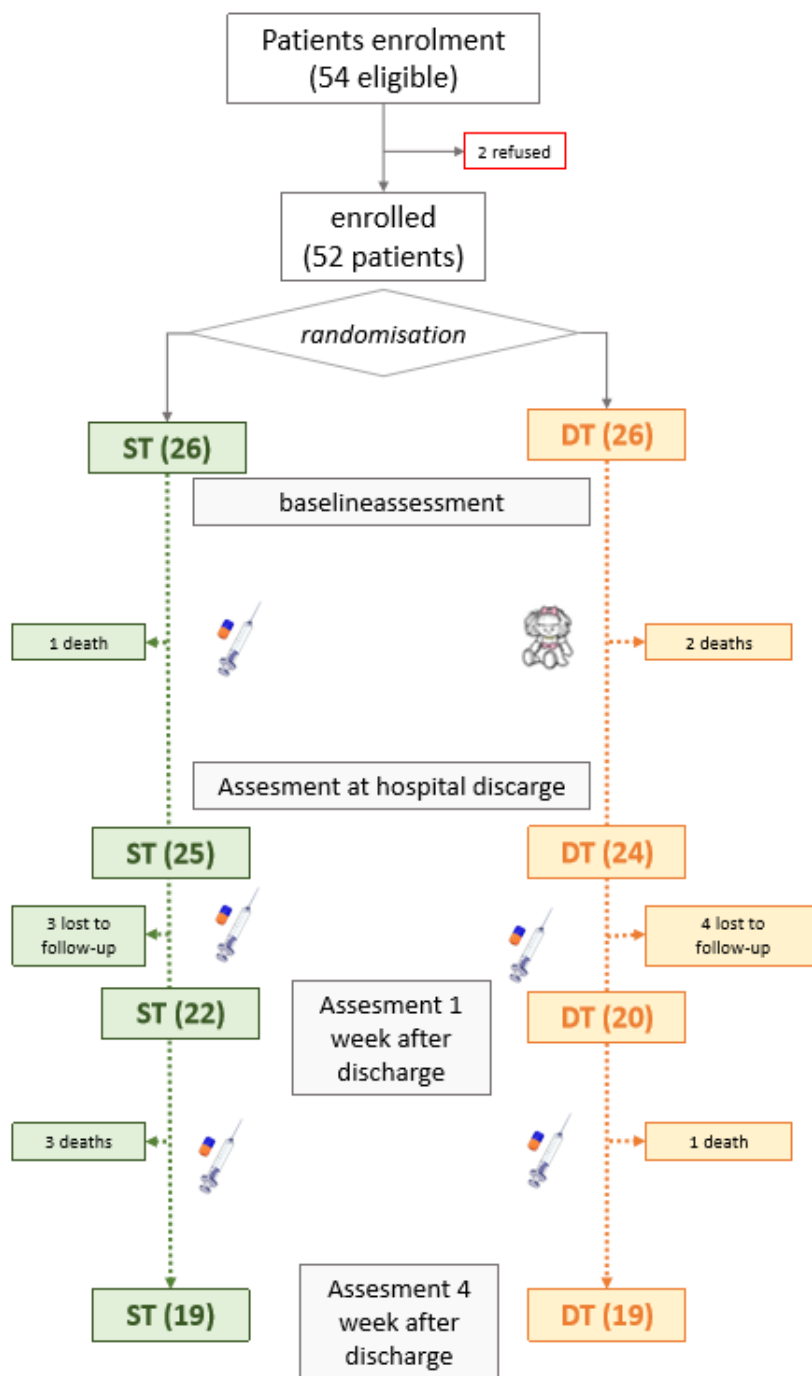 Patients enrolment
(54 eligible)
2 refused
enrolled
(52 patients)
randomisation
ST (26)
DT (26)
baselineassessment
1 death
2 deaths
Assesment at hospital discarge
ST (25)
DT (24)
3 lost to
follow-up
4 lost to
follow-up
ST (22)
Assesment 1
week after
discharge
DT (20)
3 deaths
1 death
ST (19)
Assesment 4
week after
discharge
DT (19)